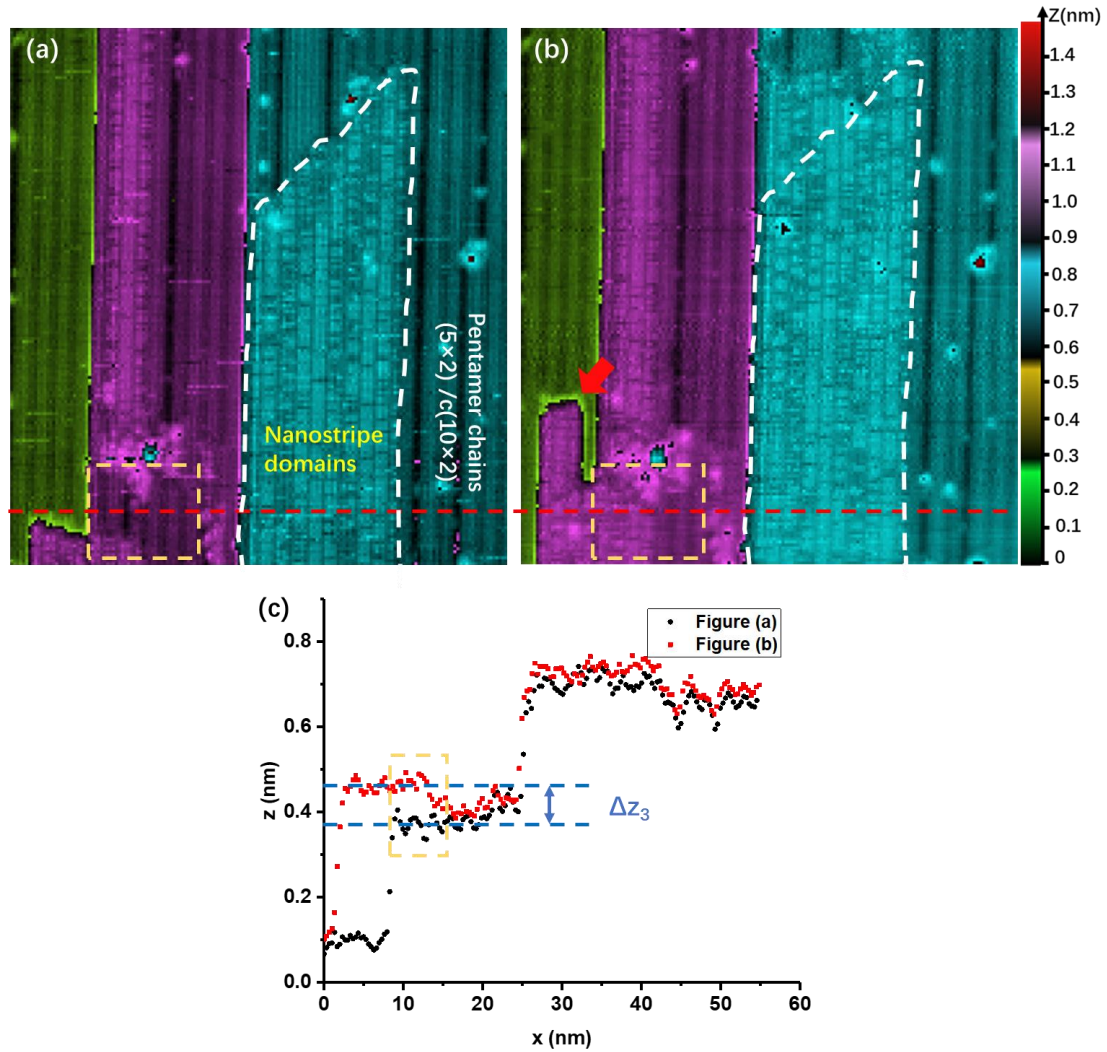 (a)
(b)
Z(nm)
1.4
1.3
1.2
1.1
1.0
0.9
0.8
0.7
0.6
0.5
0.4
0.3
0.2
0.1
0
Nanostripe
domains
Pentamer chains
(5×2) /c(10×2)
(c)
Figure (a)
Figure (b)
0.8
0.6
0.4
0.2
0.0
z (nm)
Δz3
0
10
20
30
40
50
60
x (nm)